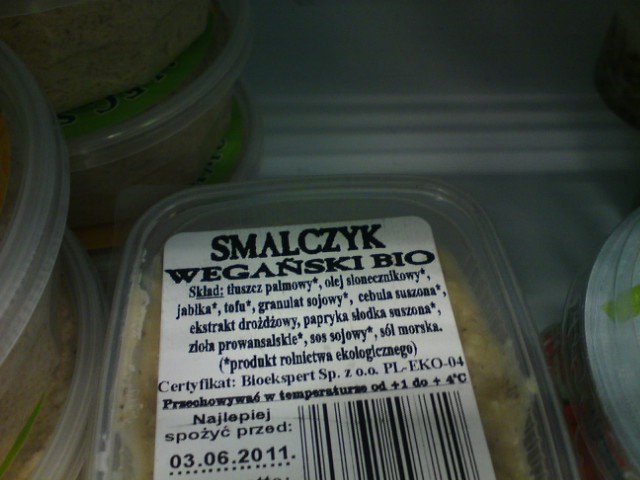 SMALCZYK
WEGAŃSKI BIO
Skład: tłuszcz palmowy*, olej słonecznikowy*,
jabłka*, tofu*, granulat sojowy*, cebula suszona*,
ekstrakt drożdżowy, papryka słodka suszona*,
zioła prowansalskie*, sos sojowy*, sól morska.
(*produkt rolnictwa ekologicznego)
Certyfikat: Bioekspert Sp. z o.o. PL-EKO-04
Przechowywać w temperaturze od +1 do + 4°C
Najlepiej
spożyć przed:
03.06.2011.